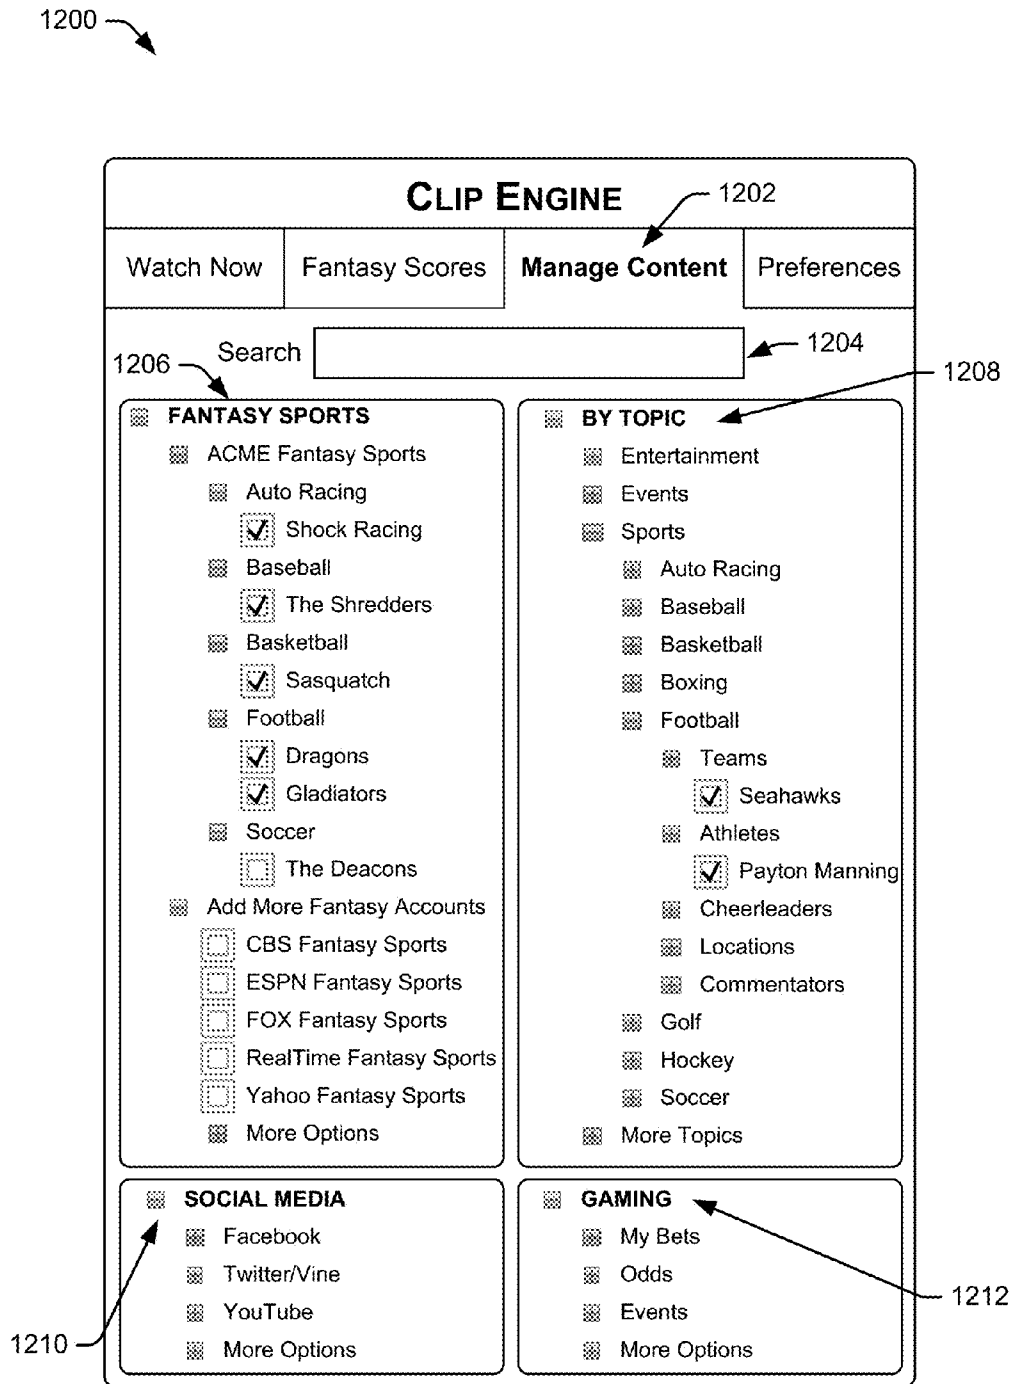 1200
CLIP ENGINE
1202
Watch Now
Fantasy Scores
Manage Content
Preferences
Search
1204
1206
1208
FANTASY SPORTS
ACME Fantasy Sports
Auto Racing
Shock Racing
Baseball
The Shredders
Basketball
Sasquatch
Football
Dragons
Gladiators
Soccer
The Deacons
Add More Fantasy Accounts
CBS Fantasy Sports
ESPN Fantasy Sports
FOX Fantasy Sports
RealTime Fantasy Sports
Yahoo Fantasy Sports
More Options
BY TOPIC
Entertainment
Events
Sports
Auto Racing
Baseball
Basketball
Boxing
Football
Teams
Seahawks
Athletes
Payton Manning
Cheerleaders
Locations
Commentators
Golf
Hockey
Soccer
More Topics
SOCIAL MEDIA
Facebook
Twitter/Vine
YouTube
More Options
1210
GAMING
My Bets
Odds
Events
More Options
1212